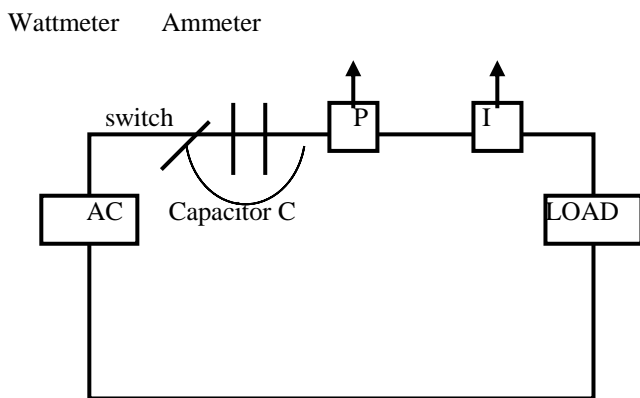 Wattmeter Ammeter
switch
P
I
AC
Capacitor C
LOAD